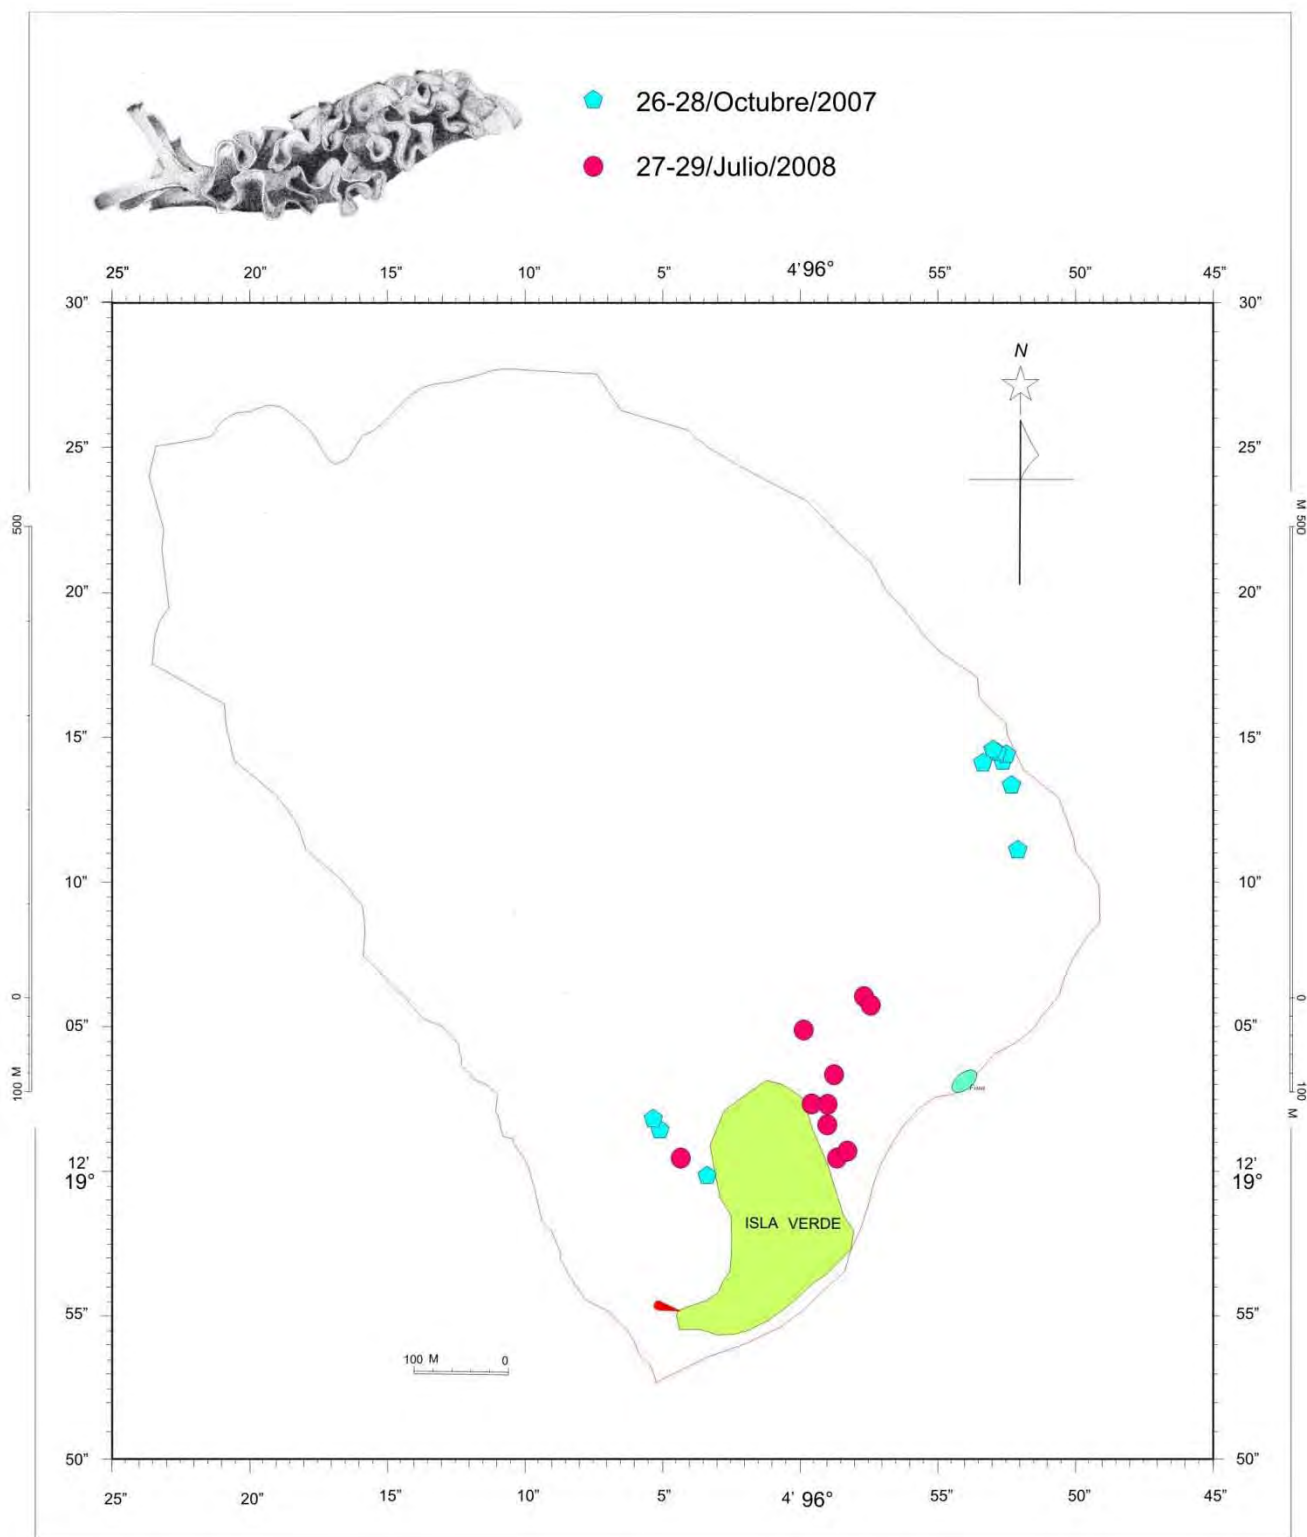 26-28/Octubre/2007
27-29/Julio/2008
25” 20” 15” 10” 5” 4’ 96° 55” 50” 45”
30” 30”
N
25” 25”
500 M 500
20” 20”
15” 15”
10” 10”
0 0
05” 05”
100 M 100 M
12’ 12’
19° 19°
ISLA VERDE
55” 55”
100 M 0
50” 50”
25” 20” 15” 10” 5” 4’ 96° 55” 50” 45”